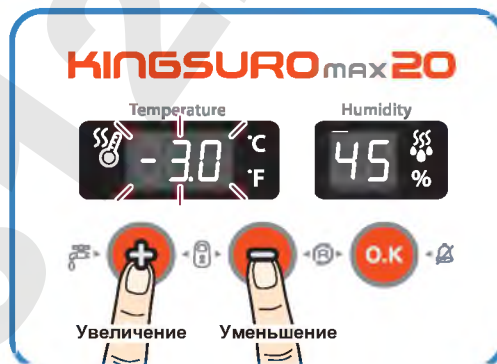 KINGSURO max 20
Temperature Humidity
-3.0 °C °F 45 %
+ - R O.K
Увеличение Уменьшение